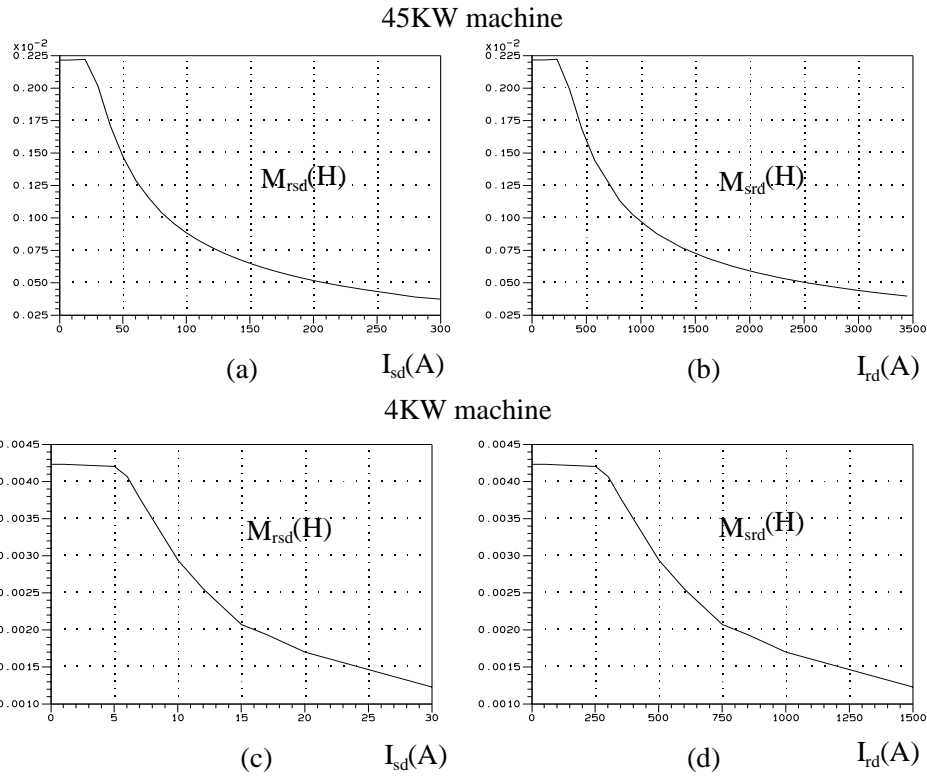 45KW machine
x10⁻²
0.225
0.200
0.175
0.150
0.125
0.100
0.075
0.050
0.025
0 50 100 150 200 250 300
M_rsd(H)
(a) I_sd(A)
x10⁻²
0.225
0.200
0.175
0.150
0.125
0.100
0.075
0.050
0.025
0 500 1000 1500 2000 2500 3000 3500
M_srd(H)
(b) I_rd(A)
4KW machine
0.0045
0.0040
0.0035
0.0030
0.0025
0.0020
0.0015
0.0010
0 5 10 15 20 25 30
M_rsd(H)
(c) I_sd(A)
0.0045
0.0040
0.0035
0.0030
0.0025
0.0020
0.0015
0.0010
0 250 500 750 1000 1250 1500
M_srd(H)
(d) I_rd(A)